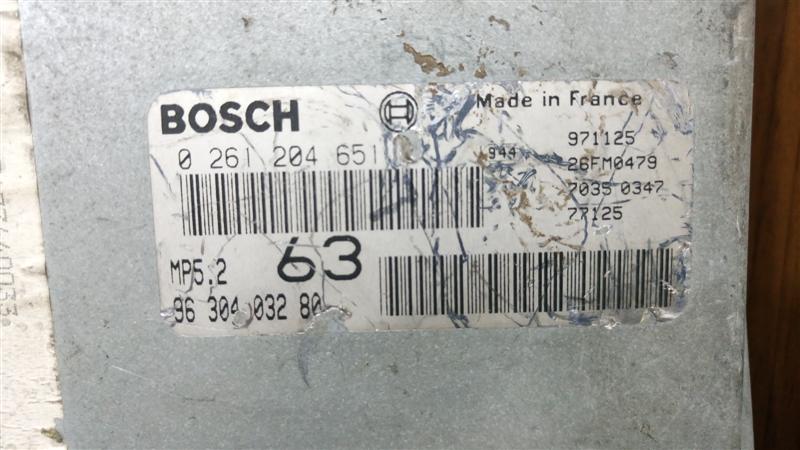 BOSCH
Made in France
0 261 204 651
971125
944 26FM0479
7035 0347
77125
MP5.2 63
96 304 032 80